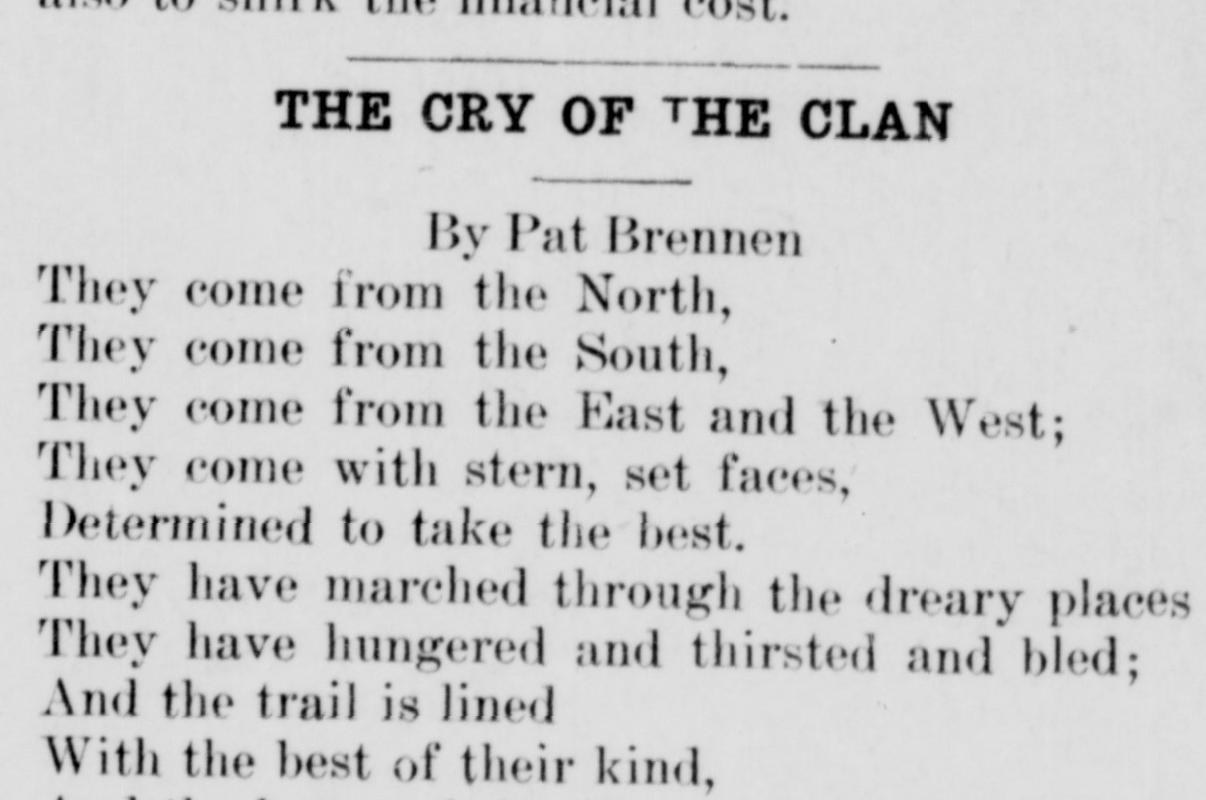 also to shirk the financial cost.
THE CRY OF THE CLAN
By Pat Brennen
They come from the North,
They come from the South,
They come from the East and the West;
They come with stern, set faces,
Determined to take the best.
They have marched through the dreary places
They have hungered and thirsted and bled;
And the trail is lined
With the best of their kind,